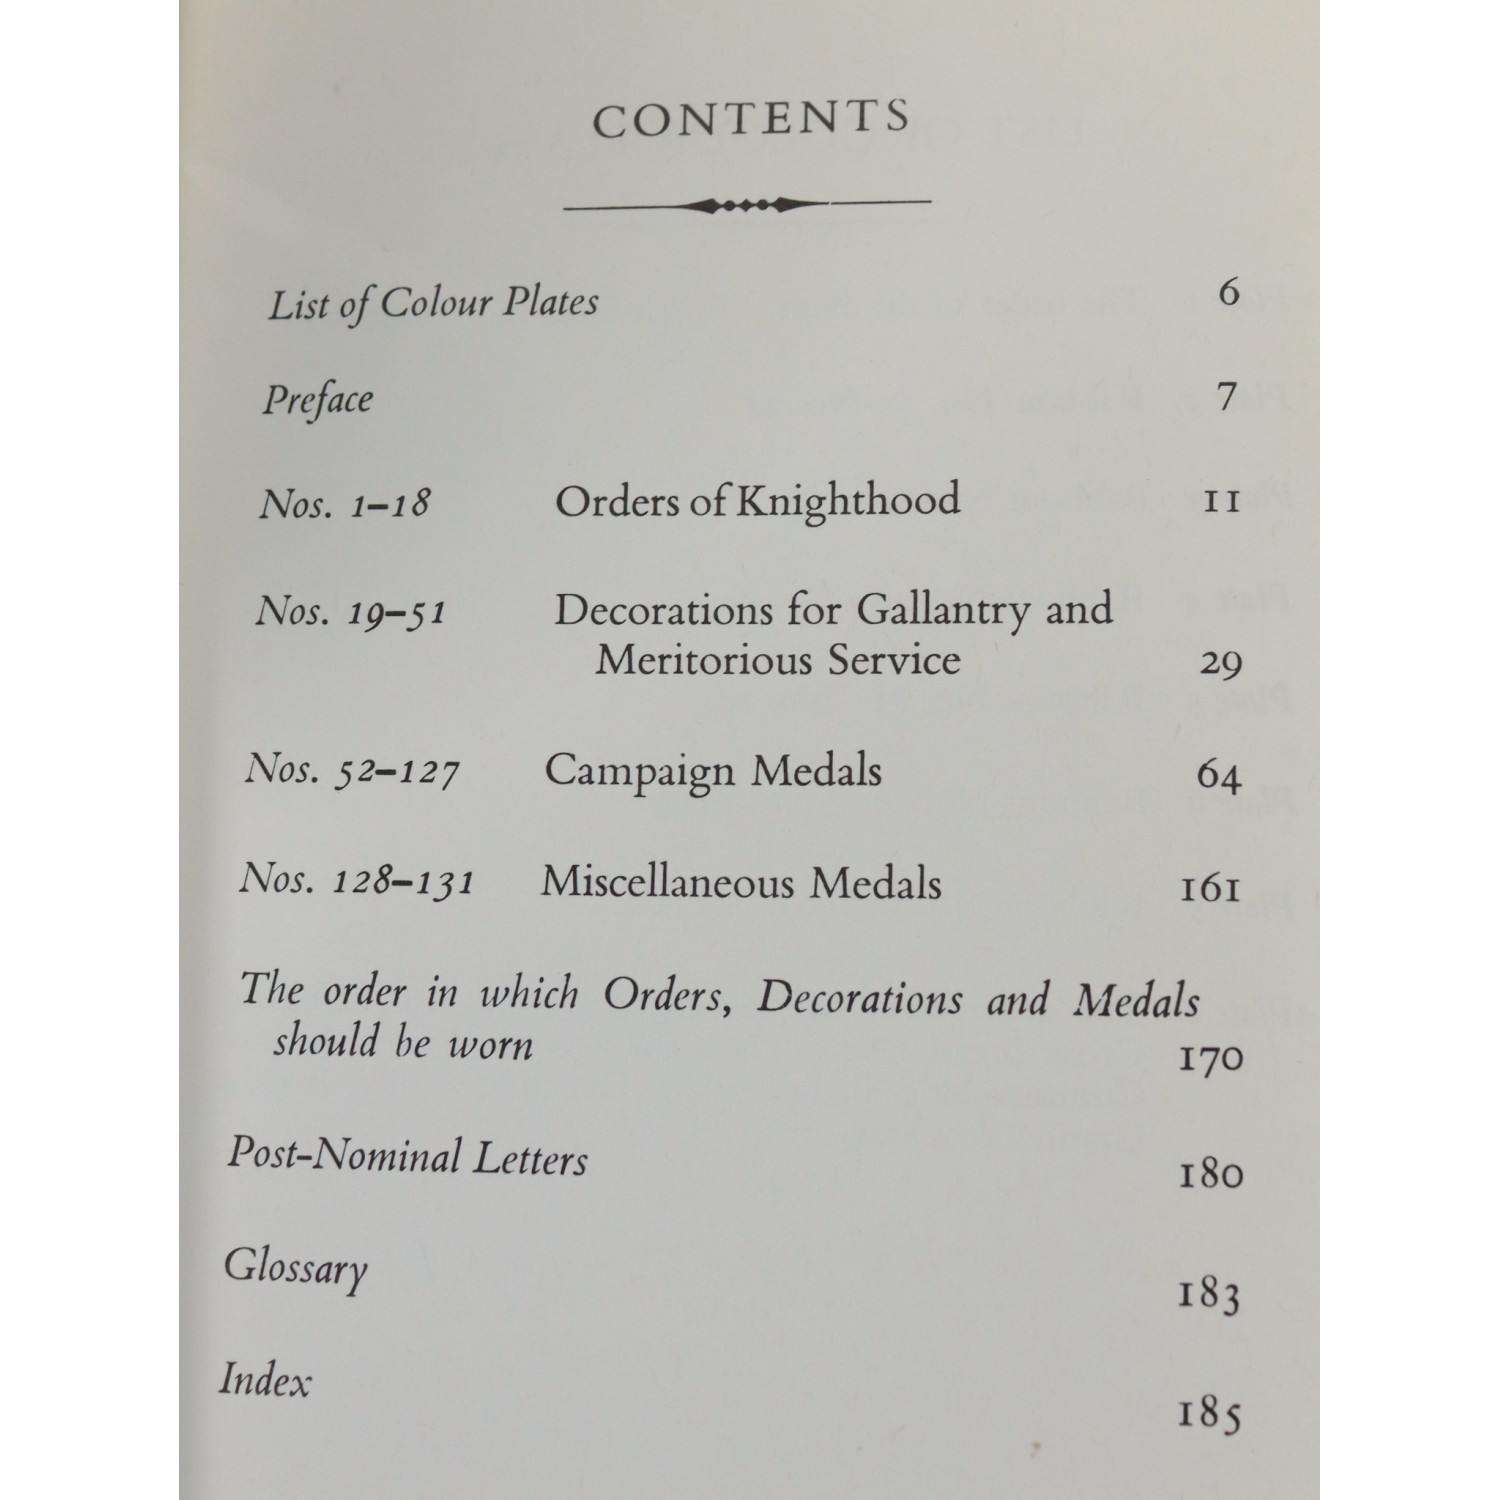 CONTENTS
List of Colour Plates 6
Preface 7
Nos. 1–18 Orders of Knighthood 11
Nos. 19–51 Decorations for Gallantry and
Meritorious Service 29
Nos. 52–127 Campaign Medals 64
Nos. 128–131 Miscellaneous Medals 161
The order in which Orders, Decorations and Medals
should be worn 170
Post-Nominal Letters 180
Glossary 183
Index 185